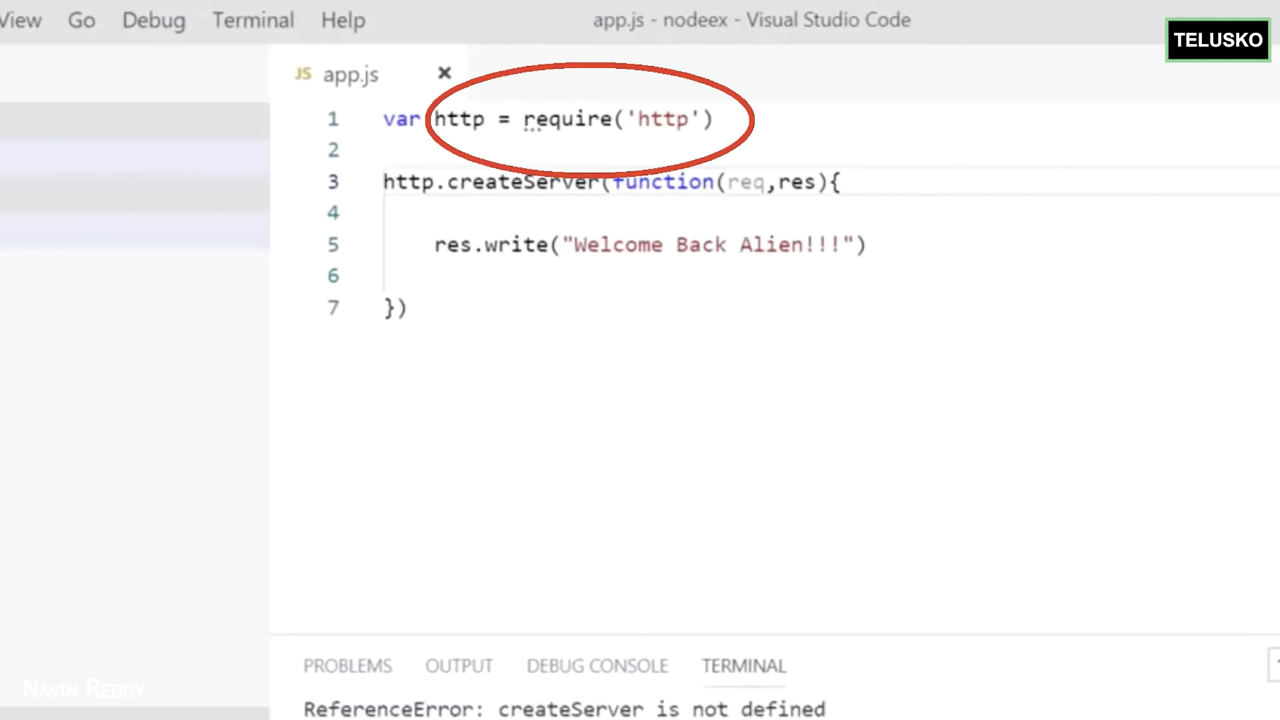 View Go Debug Terminal Help app.js - nodeex - Visual Studio Code
TELUSKO
JS app.js ×
1 var http = require('http')
2
3 http.createServer(function(req,res){
4
5 res.write("Welcome Back Alien!!!")
6
7 })
PROBLEMS OUTPUT DEBUG CONSOLE TERMINAL
NAVIN REDDY
ReferenceError: createServer is not defined